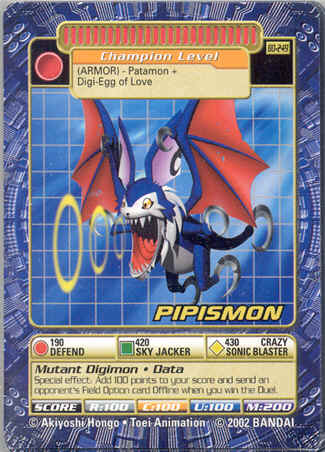 Champion Level
BO-249
(ARMOR) - Patamon +
Digi-Egg of Love
PIPISMON
190 DEFEND
420 SKY JACKER
430 CRAZY SONIC BLASTER
Mutant Digimon • Data
Special effect: Add 100 points to your score and send an
opponent's Field Option card Offline when you win the Duel.
SCORE R:100 C:100 U:100 M:200
©Akiyoshi Hongo • Toei Animation © 2002 BANDAI